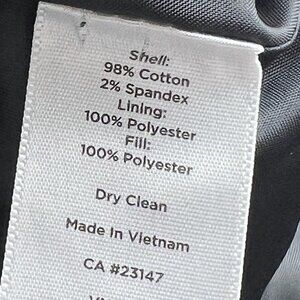 Shell:
98% Cotton
2% Spandex
Lining:
100% Polyester
Fill:
100% Polyester
Dry Clean
Made In Vietnam
CA #23147